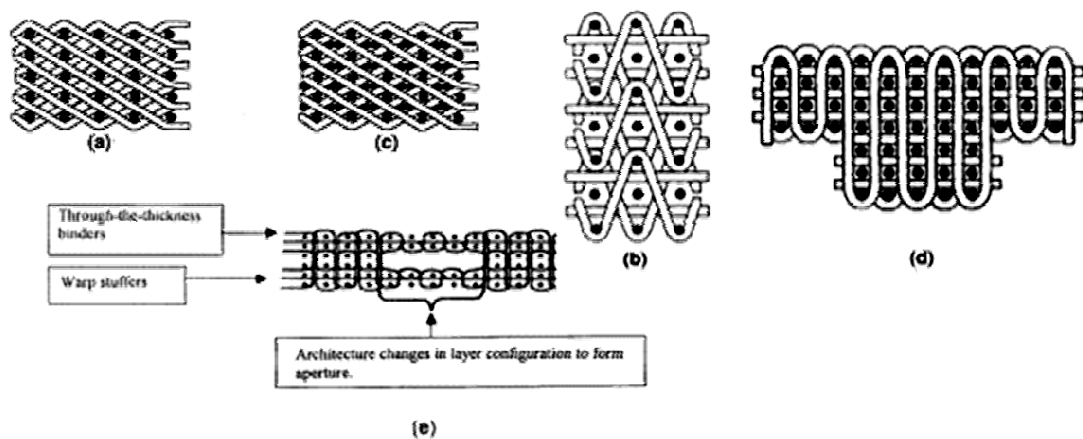 (a)
(c)
(b)
(d)
Through-the-thickness
binders
Warp stuffers
Architecture changes in layer configuration to form
aperture.
(e)